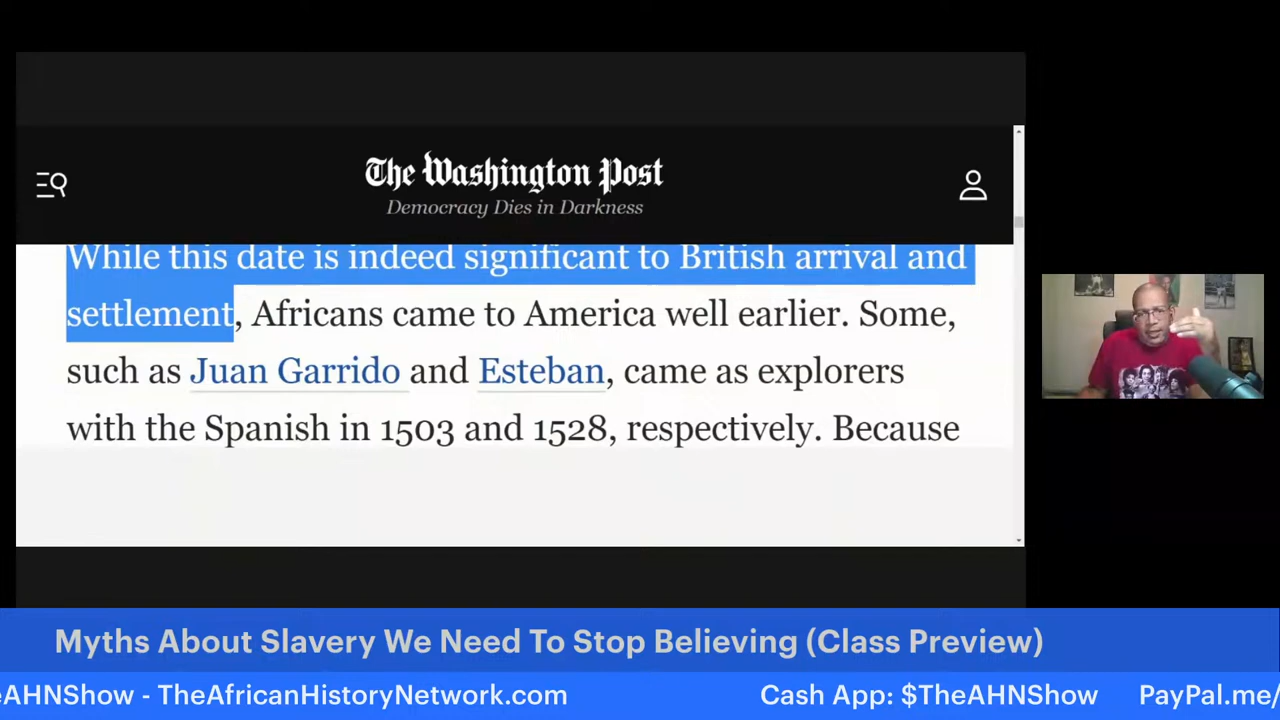 The Washington Post
Democracy Dies in Darkness
While this date is indeed significant to British arrival and
settlement, Africans came to America well earlier. Some,
such as Juan Garrido and Esteban, came as explorers
with the Spanish in 1503 and 1528, respectively. Because
Myths About Slavery We Need To Stop Believing (Class Preview)
eAHNShow - TheAfricanHistoryNetwork.com Cash App: $TheAHNShow PayPal.me/